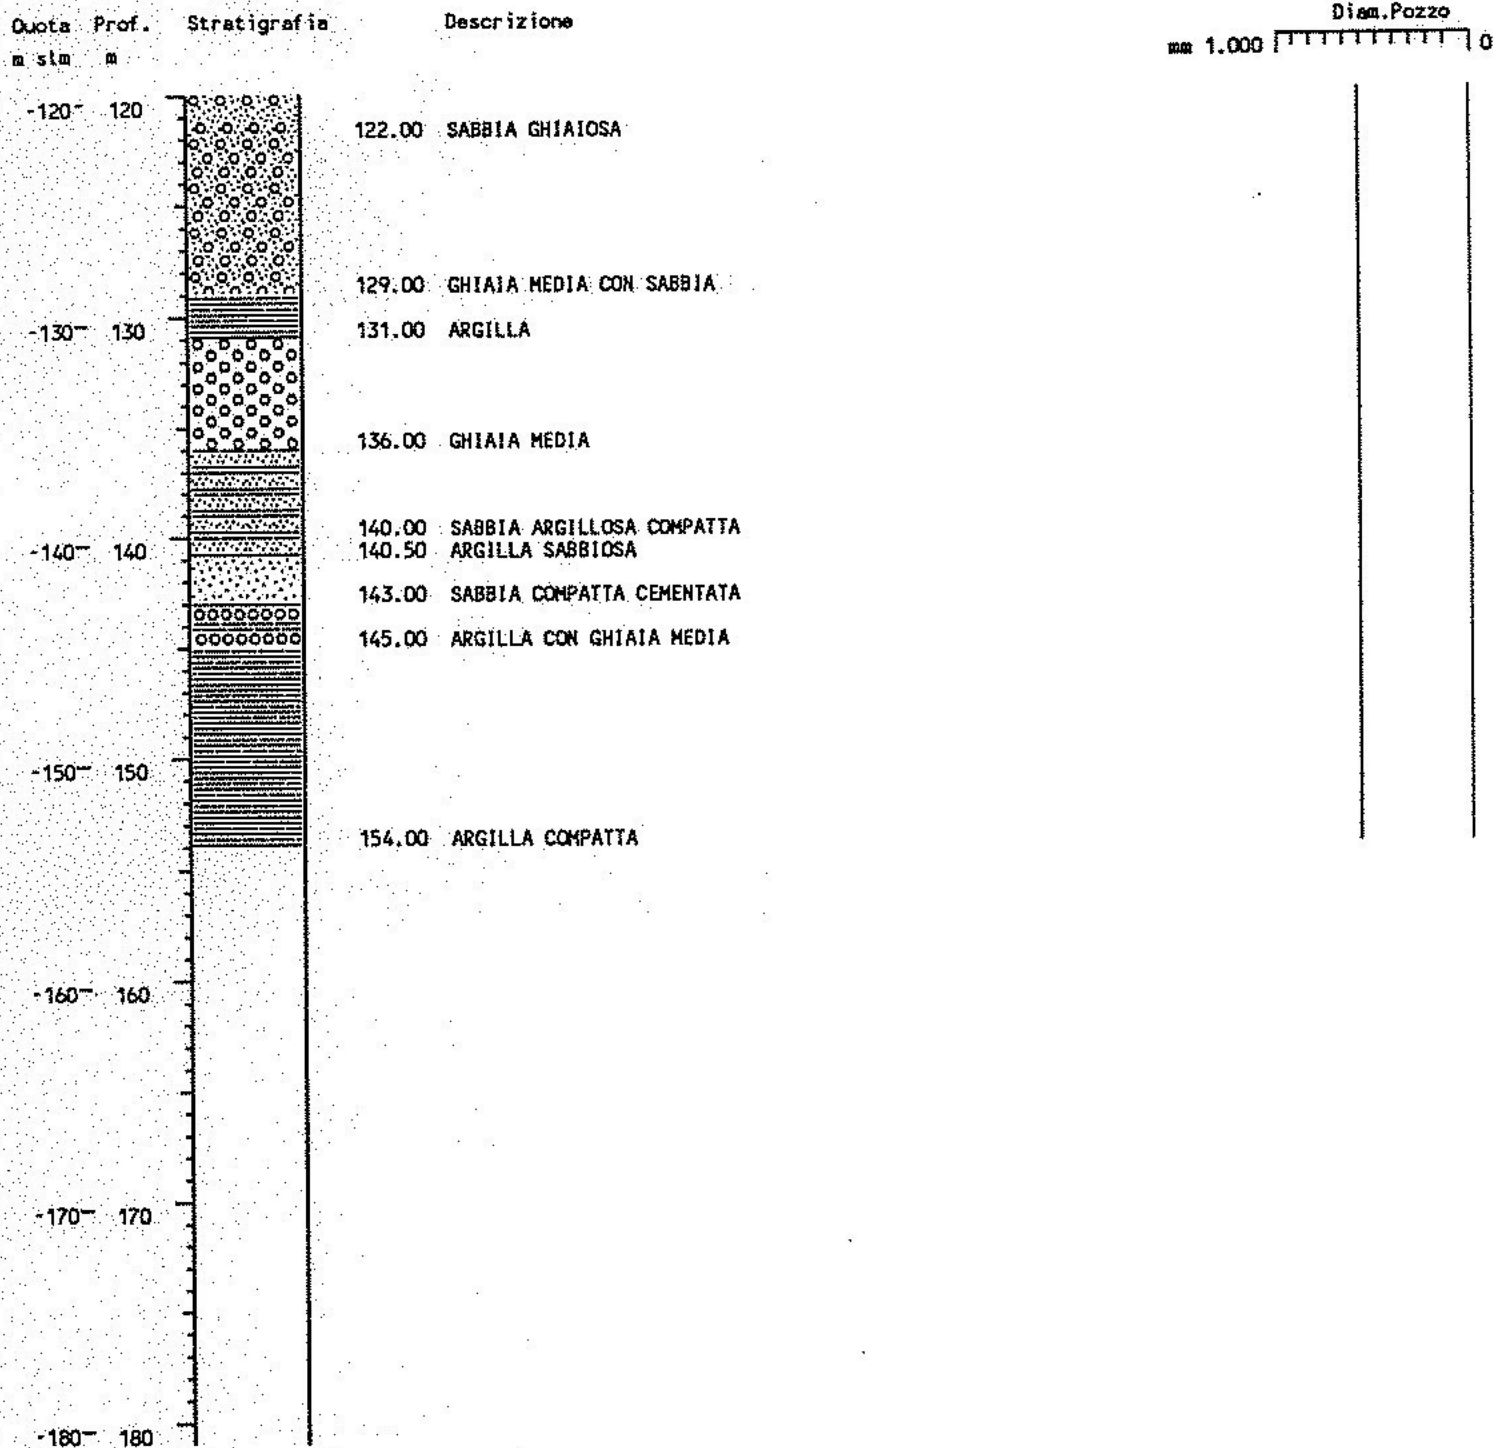 Diam.Pozzo
Quota Prof. Stratigrafia Descrizione
mm 1.000 0
m slm m
-120- 120
122.00 SABBIA GHIAIOSA
129.00 GHIAIA MEDIA CON SABBIA
-130- 130 131.00 ARGILLA
136.00 GHIAIA MEDIA
140.00 SABBIA ARGILLOSA COMPATTA
-140- 140 140.50 ARGILLA SABBIOSA
143.00 SABBIA COMPATTA CEMENTATA
145.00 ARGILLA CON GHIAIA MEDIA
-150- 150
154.00 ARGILLA COMPATTA
-160- 160
-170- 170
-180- 180